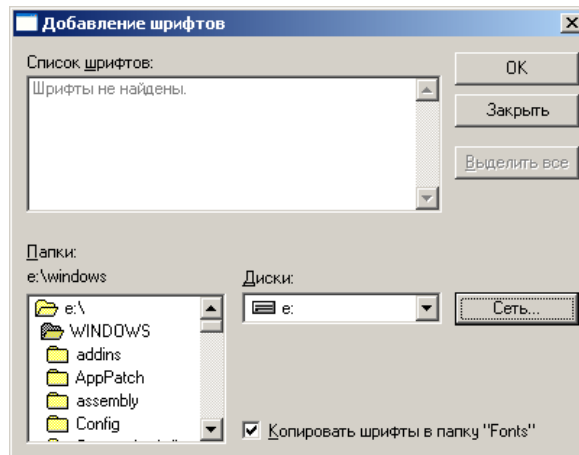 Добавление шрифтов
Список шрифтов:
Шрифты не найдены.
OK
Закрыть
Выделить все
Папки:
e:\windows
Диски:
e:\
WINDOWS
addins
AppPatch
assembly
Config
e:
Сеть...
Копировать шрифты в папку "Fonts"